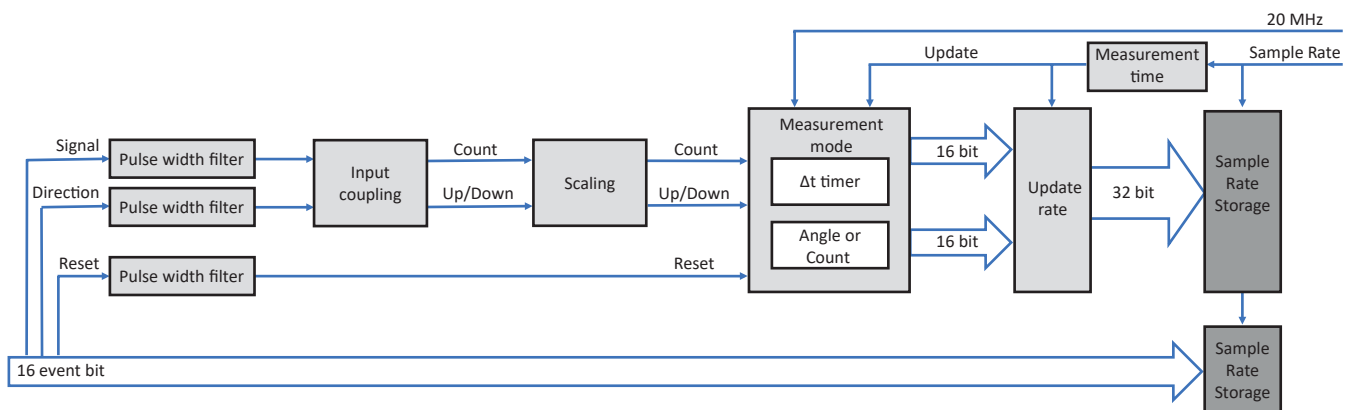 20 MHz
Update
Measurement
time
Sample Rate
Signal
Pulse width filter
Direction
Pulse width filter
Reset
Pulse width filter
Input
coupling
Count
Up/Down
Scaling
Count
Up/Down
Reset
Measurement
mode
Δt timer
Angle or
Count
16 bit
16 bit
Update
rate
32 bit
Sample
Rate
Storage
16 event bit
Sample
Rate
Storage